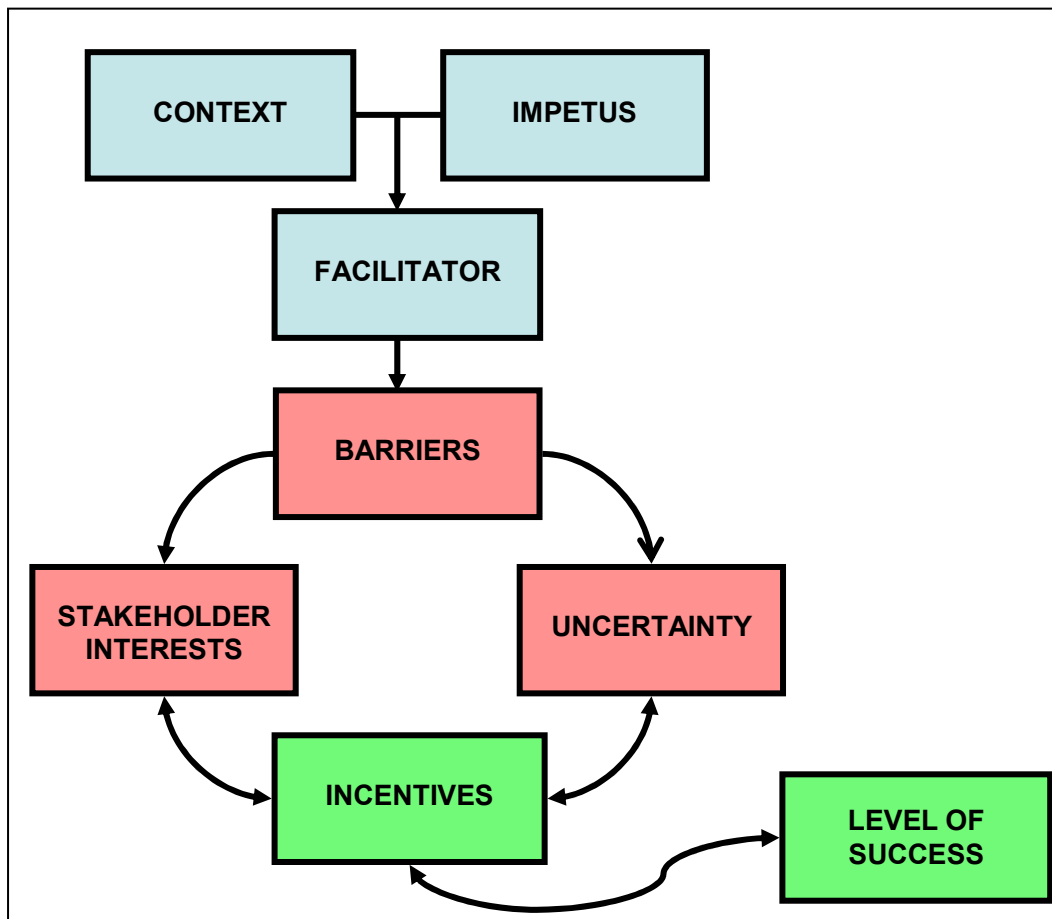 CONTEXT
IMPETUS
FACILITATOR
BARRIERS
STAKEHOLDER
INTERESTS
UNCERTAINTY
INCENTIVES
LEVEL OF
SUCCESS